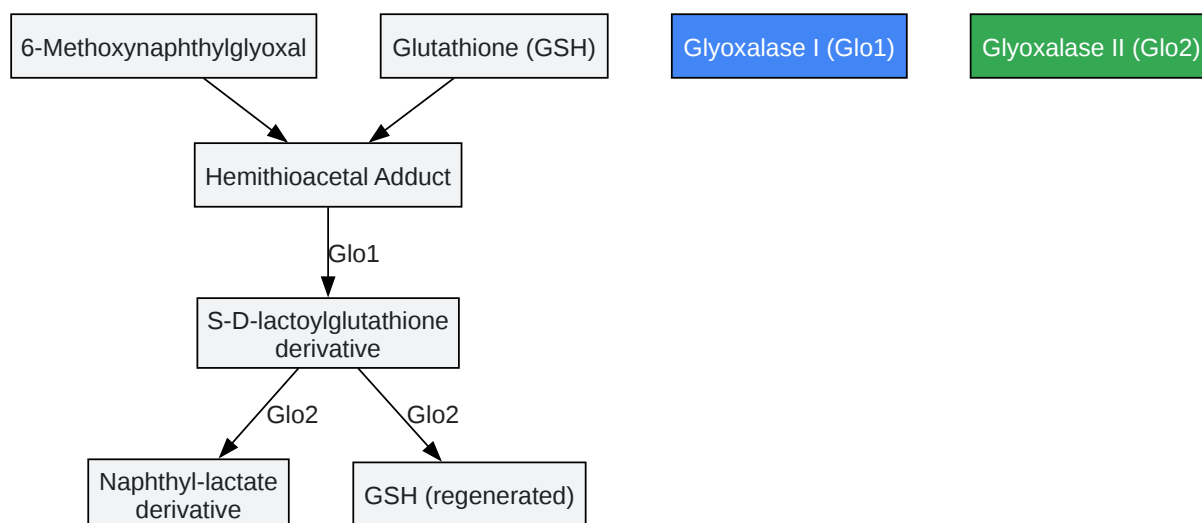 6-Methoxynaphthylglyoxal
Glutathione (GSH)
Glyoxalase I (Glo1)
Glyoxalase II (Glo2)
Hemithioacetal Adduct
Glo1
S-D-lactoylglutathione
derivative
Glo2
Glo2
Naphthyl-lactate
derivative
GSH (regenerated)